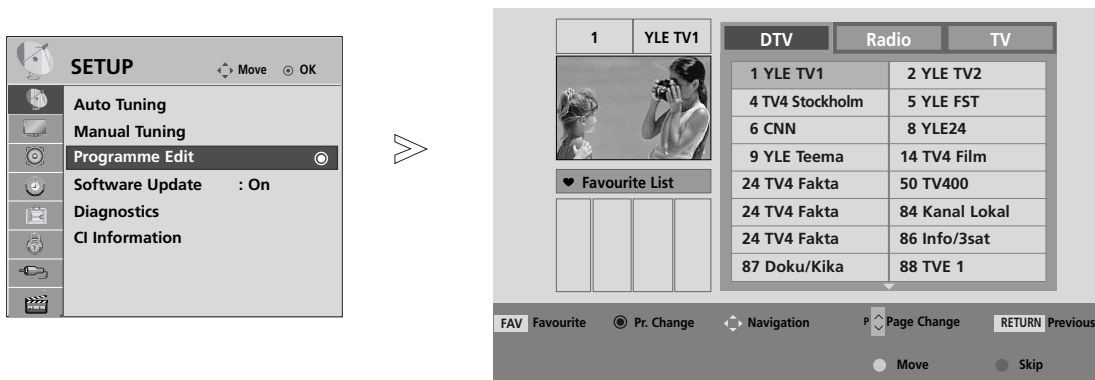 SETUP
Move OK
Auto Tuning
Manual Tuning
Programme Edit
Software Update : On
Diagnostics
CI Information
1 YLE TV1
DTV Radio TV
1 YLE TV1 2 YLE TV2
4 TV4 Stockholm 5 YLE FST
6 CNN 8 YLE24
9 YLE Teema 14 TV4 Film
24 TV4 Fakta 50 TV400
24 TV4 Fakta 84 Kanal Lokal
24 TV4 Fakta 86 Info/3sat
87 Doku/Kika 88 TVE 1
Favourite List
FAV Favourite Pr. Change Navigation P Page Change RETURN Previous
Move Skip